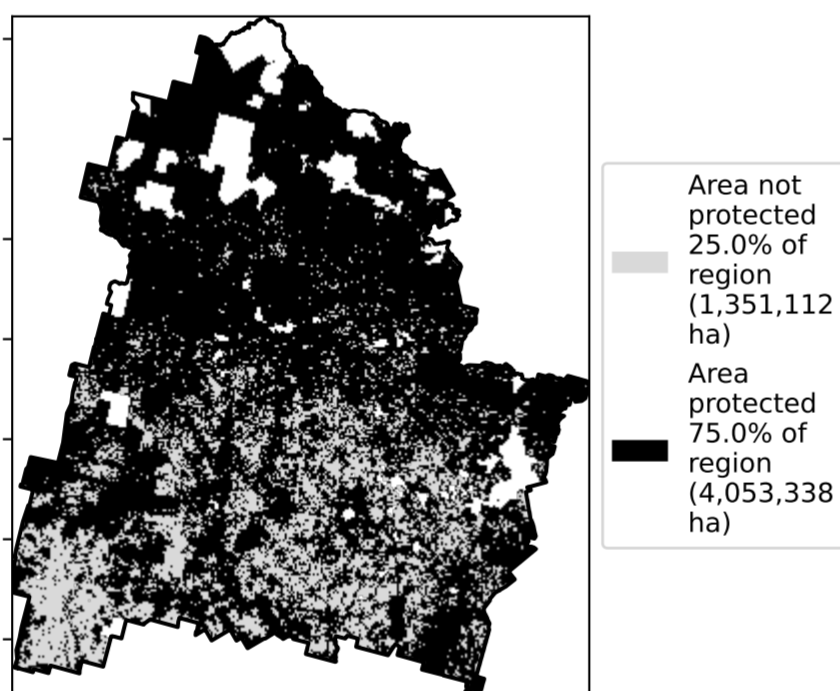 Area not
protected
25.0% of
region
(1,351,112
ha)
Area
protected
75.0% of
region
(4,053,338
ha)